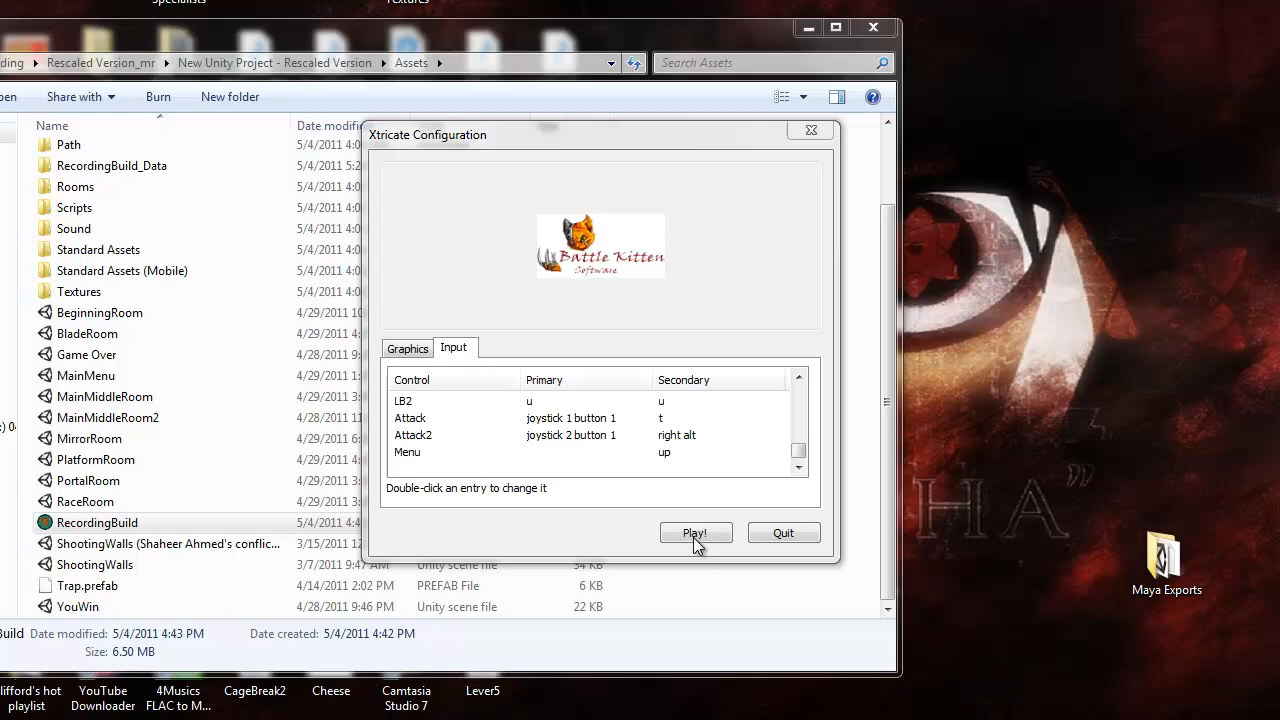 Specialists
Textures
ding ▸ Rescaled Version_mr ▸ New Unity Project - Rescaled Version ▸ Assets ▸
Search Assets
pen Share with Burn New folder
Name Date modifi
Path 5/4/2011 4:0
RecordingBuild_Data 5/4/2011 5:2
Rooms 5/4/2011 4:0
Scripts 5/4/2011 4:0
Sound 5/4/2011 4:0
Standard Assets 5/4/2011 4:0
Standard Assets (Mobile) 5/4/2011 4:0
Textures 5/4/2011 4:0
BeginningRoom 4/29/2011 10
BladeRoom 4/29/2011 3:
Game Over 4/28/2011 9:
MainMenu 4/29/2011 1:
MainMiddleRoom 4/29/2011 3:
MainMiddleRoom2 4/28/2011 11
MirrorRoom 4/29/2011 6:
PlatformRoom 4/29/2011 3:
PortalRoom 4/29/2011 3:
RaceRoom 4/29/2011 3:
RecordingBuild 5/4/2011 4:4
ShootingWalls (Shaheer Ahmed's conflic... 3/15/2011 12
ShootingWalls 3/7/2011 9:47 AM Unity scene file 34 KB
Trap.prefab 4/14/2011 2:02 PM PREFAB File 6 KB
YouWin 4/28/2011 9:46 PM Unity scene file 22 KB
Xtricate Configuration
Battle Kitten
Software
Graphics Input
Control Primary Secondary
LB2 u u
Attack joystick 1 button 1 t
Attack2 joystick 2 button 1 right alt
Menu up
Double-click an entry to change it
Play! Quit
Build Date modified: 5/4/2011 4:43 PM Date created: 5/4/2011 4:42 PM
Size: 6.50 MB
HA"
Maya Exports
lifford's hot
playlist
YouTube
Downloader
4Musics
FLAC to M...
CageBreak2
Cheese
Camtasia
Studio 7
Lever5